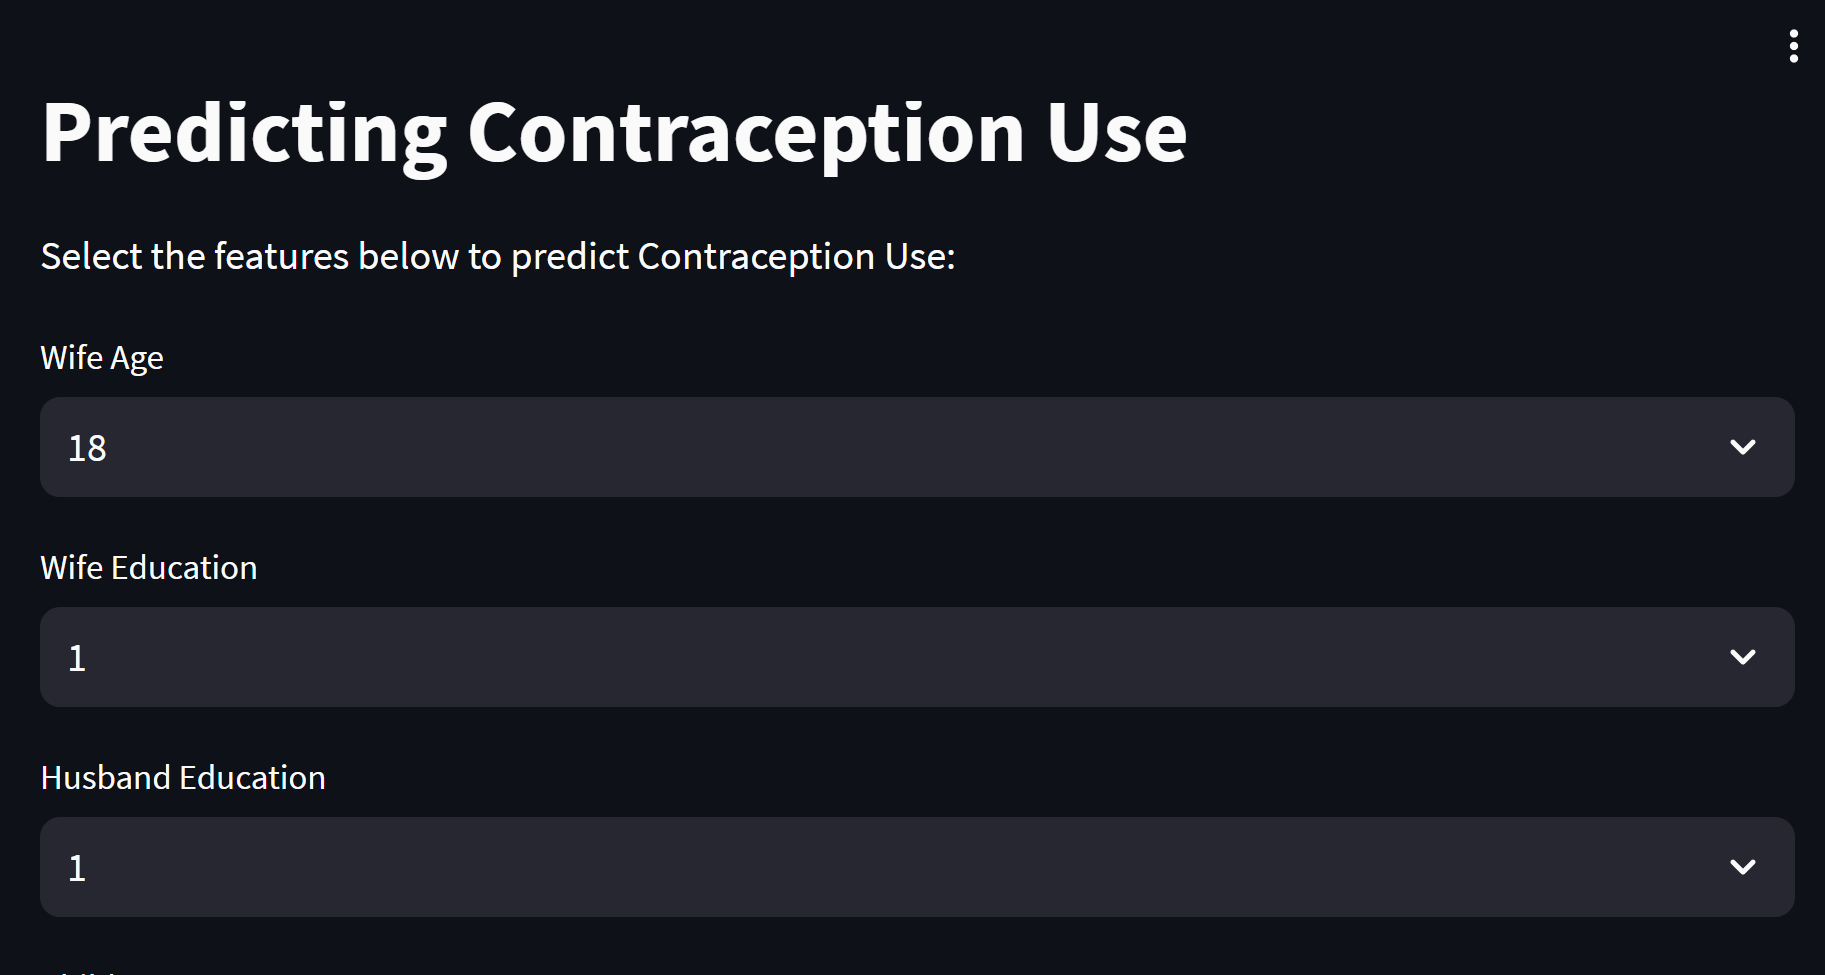 Predicting Contraception Use
Select the features below to predict Contraception Use:
Wife Age
18
Wife Education
1
Husband Education
1